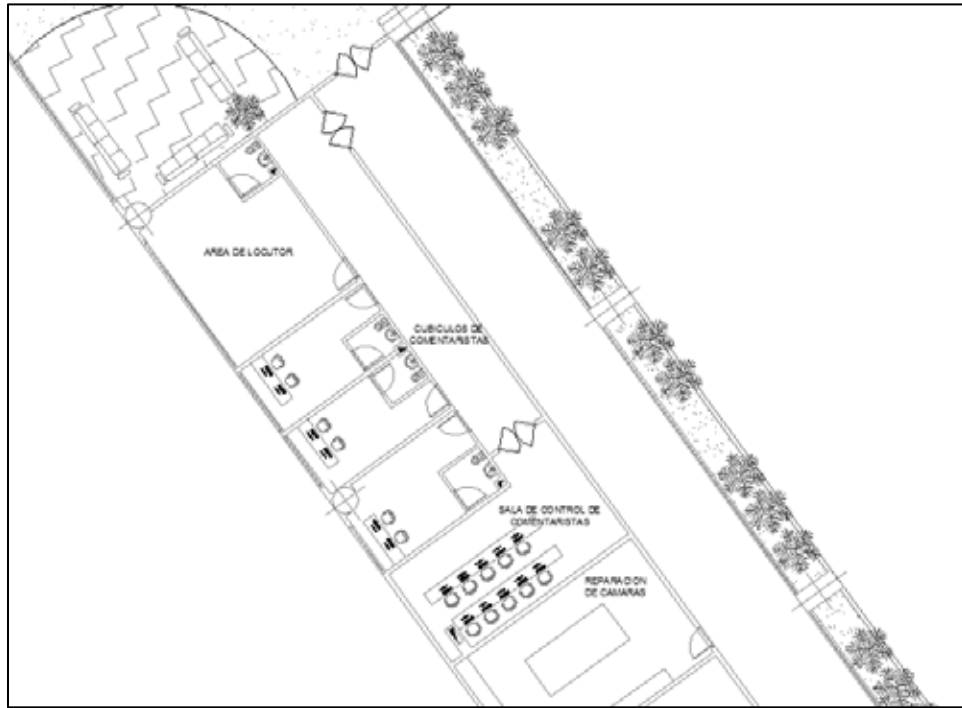 AREA DE LOCUTOR
CUBICULOS DE
COMENTARISTAS
SALA DE CONTROL DE
COMENTARISTAS
REPARACION
DE CAMARAS